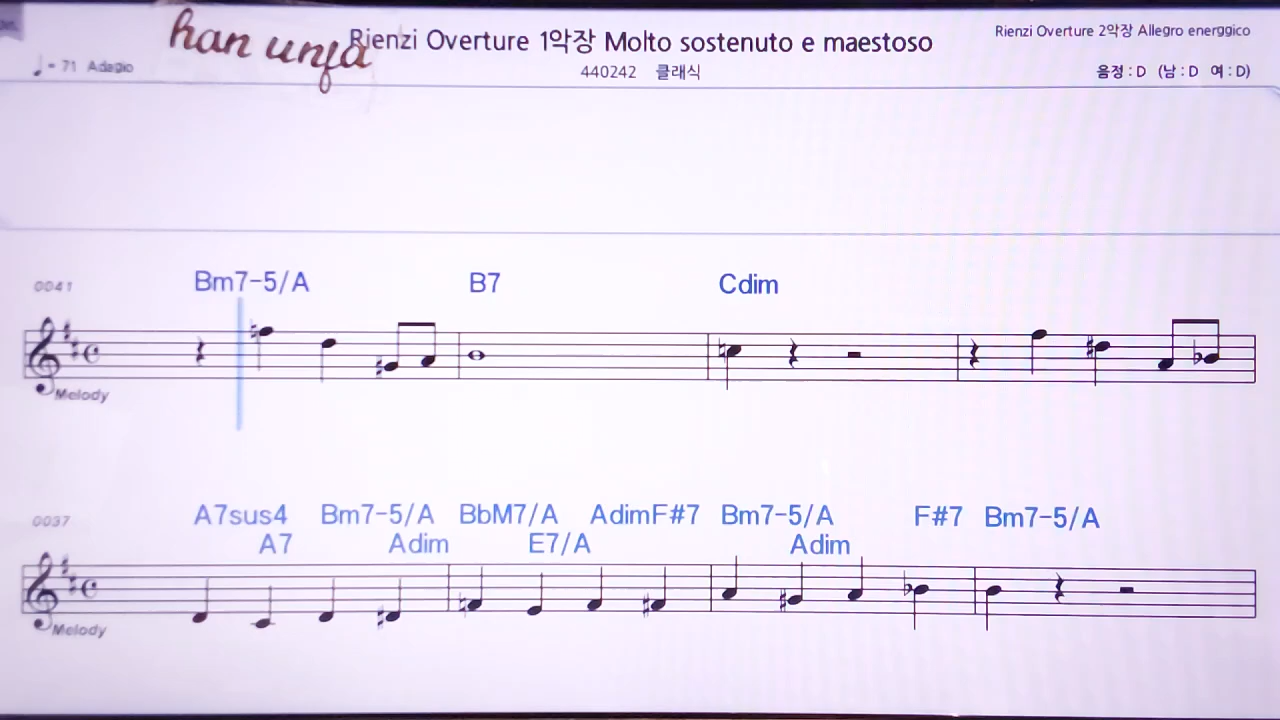 han unfa
Rienzi Overture 1악장 Molto sostenuto e maestoso
Rienzi Overture 2악장 Allegro energgico
♩ = 71 Adagio
440242 클래식
음정 : D (남 : D 여 : D)
0041
Bm7-5/A B7 Cdim
Melody
0037
A7sus4 Bm7-5/A BbM7/A AdimF#7 Bm7-5/A F#7 Bm7-5/A
A7 Adim E7/A Adim
Melody